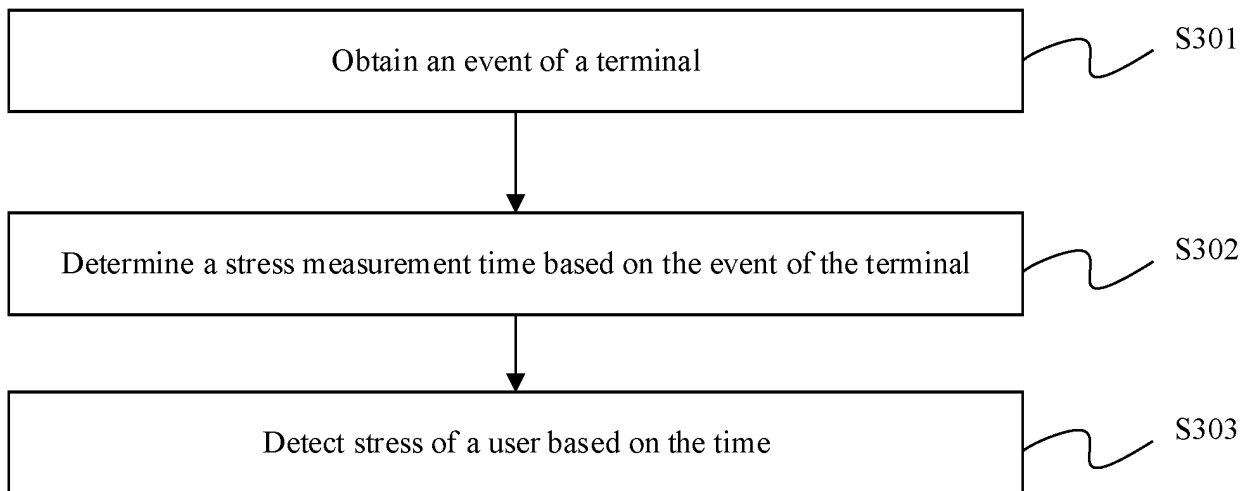 Obtain an event of a terminal
S301
Determine a stress measurement time based on the event of the terminal
S302
Detect stress of a user based on the time
S303